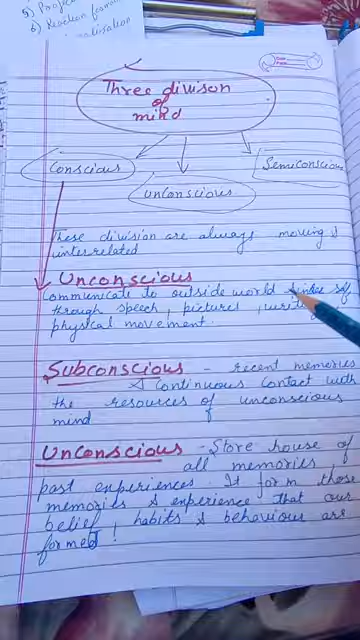 5) Proje
6) Reaction forma
Three divison
of
mind
Conscious
Unconscious
Semiconscious
These division are always moving &
interrelated
Unconscious
Communicate to outside world
through speech, pictures, writi
physical movement.
Subconscious - recent memories
& Continuous Contact with
the resources of unconscious
mind
Unconscious - Store house of
all memories,
past experiences. It form those
memories & experience that our
belief, habits & behaviour are
formed!